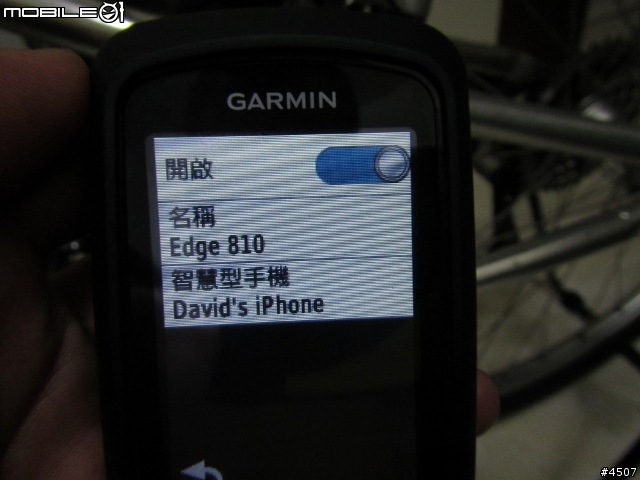 MOBILE01
GARMIN
開啟
名稱
Edge 810
智慧型手機
David's iPhone
#4507